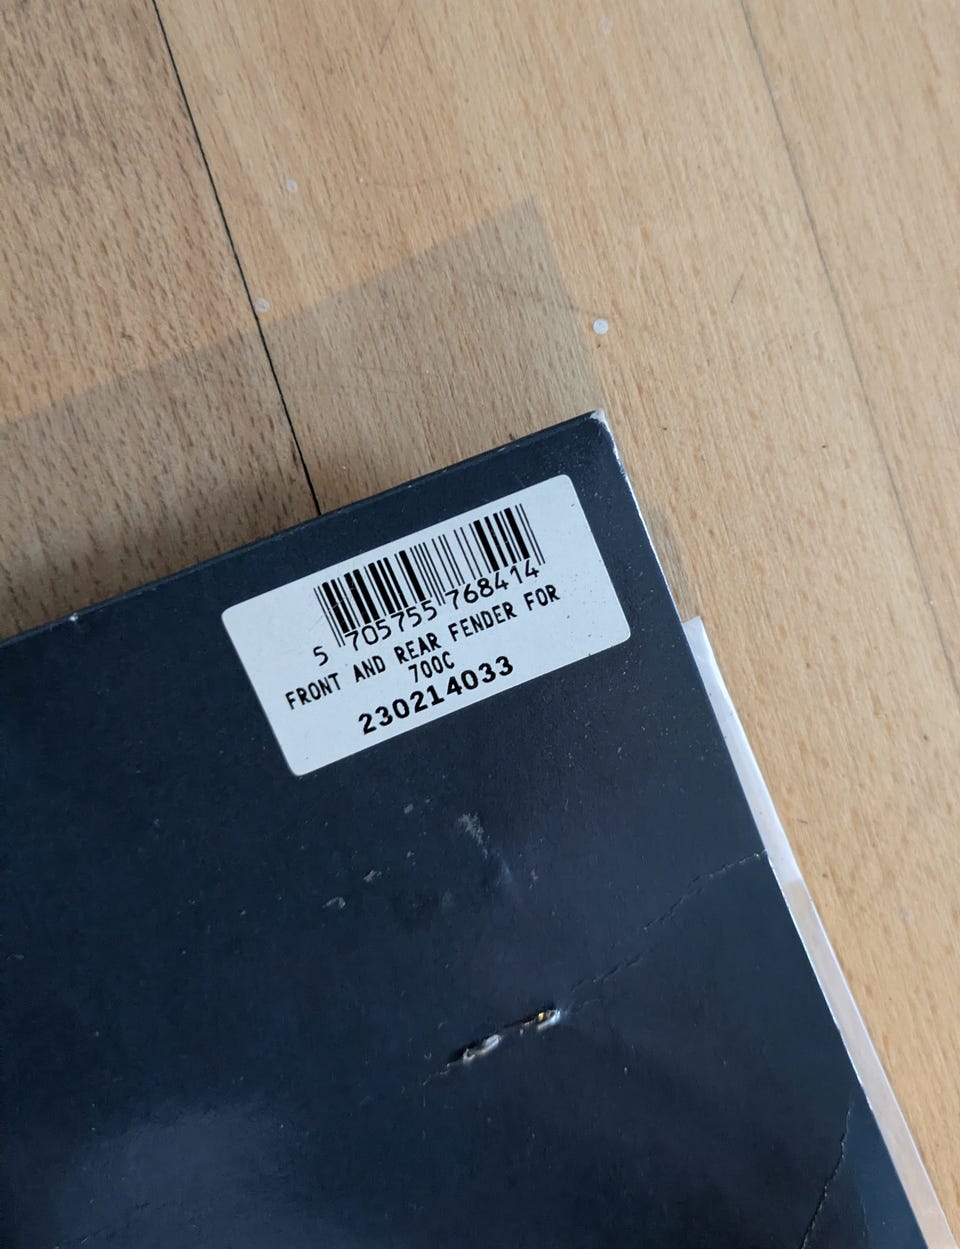 5 705755 768414
FRONT AND REAR FENDER FOR
700C
230214033